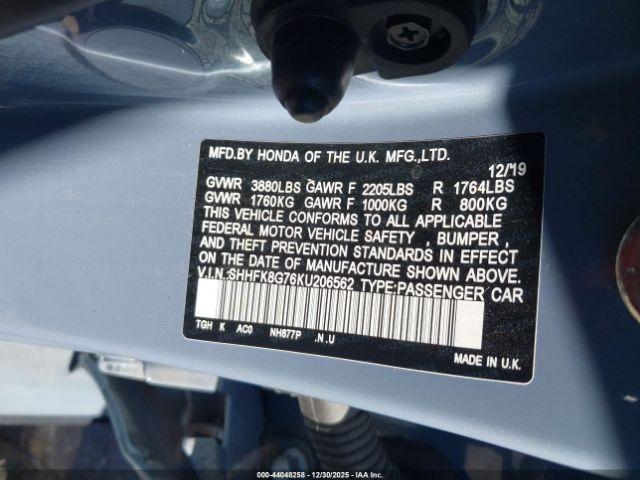 MFD.BY HONDA OF THE U.K. MFG.,LTD.
12/19
GVWR 3880LBS GAWR F 2205LBS R 1764LBS
GVWR 1760KG GAWR F 1000KG R 800KG
THIS VEHICLE CONFORMS TO ALL APPLICABLE
FEDERAL MOTOR VEHICLE SAFETY , BUMPER ,
AND THEFT PREVENTION STANDARDS IN EFFECT
ON THE DATE OF MANUFACTURE SHOWN ABOVE.
V.I.N.:SHHFK8G76KU206562 TYPE:PASSENGER CAR
TGH K AC0 NH877P .N.U
MADE IN U.K.
000-44048258 - 12/30/2025 - IAA Inc.